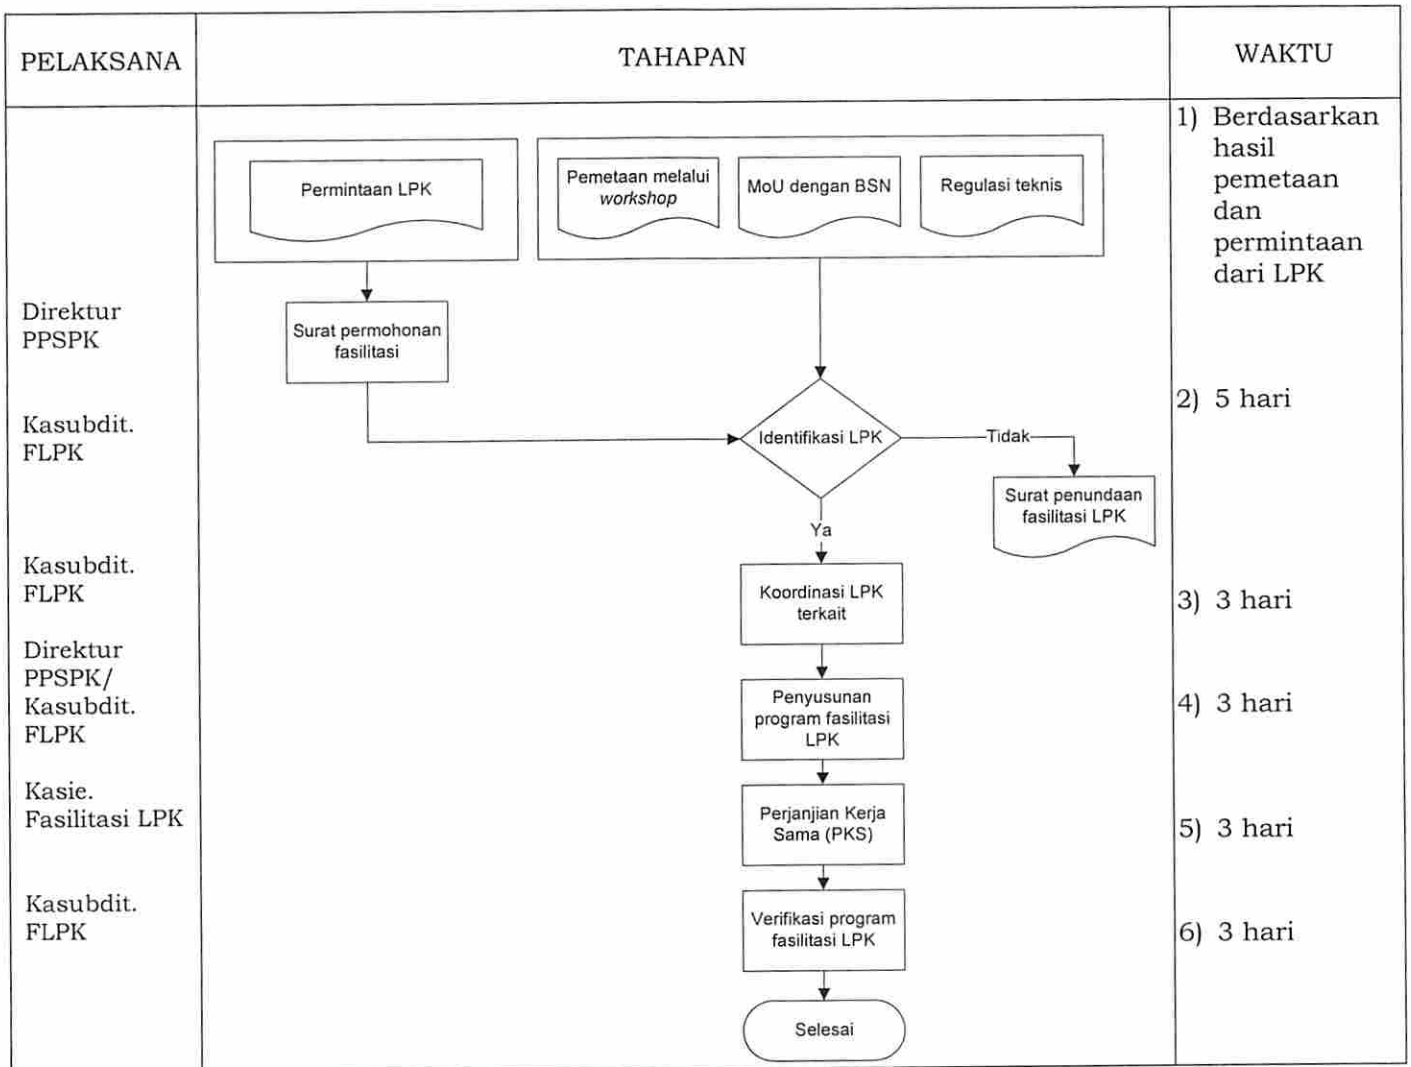 PELAKSANA
TAHAPAN
WAKTU
Permintaan LPK
Pemetaan melalui
workshop
MoU dengan BSN
Regulasi teknis
1) Berdasarkan
hasil
pemetaan
dan
permintaan
dari LPK
Direktur
PPSPK
Surat permohonan
fasilitasi
Kasubdit.
FLPK
Identifikasi LPK
Tidak
2) 5 hari
Surat penundaan
fasilitasi LPK
Ya
Kasubdit.
FLPK
Koordinasi LPK
terkait
3) 3 hari
Direktur
PPSPK/
Kasubdit.
FLPK
Penyusunan
program fasilitasi
LPK
4) 3 hari
Kasie.
Fasilitasi LPK
Perjanjian Kerja
Sama (PKS)
5) 3 hari
Kasubdit.
FLPK
Verifikasi program
fasilitasi LPK
6) 3 hari
Selesai